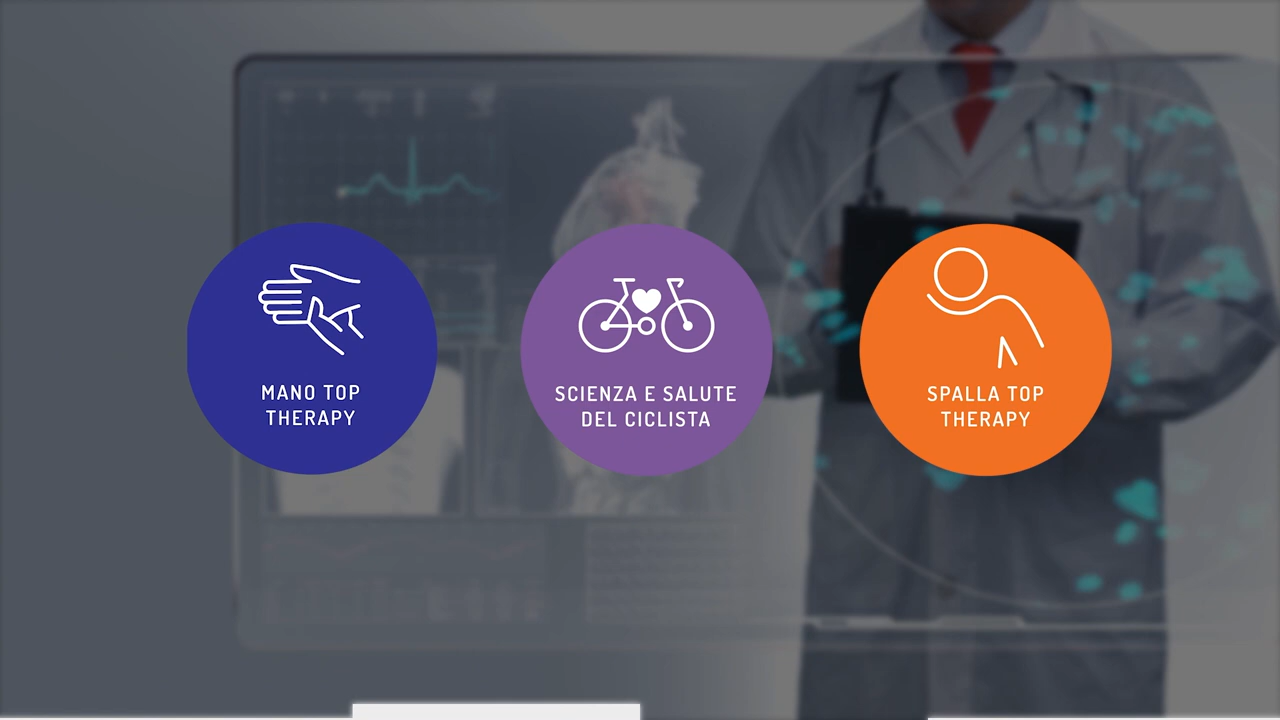 MANO TOP
THERAPY
SCIENZA E SALUTE
DEL CICLISTA
SPALLA TOP
THERAPY